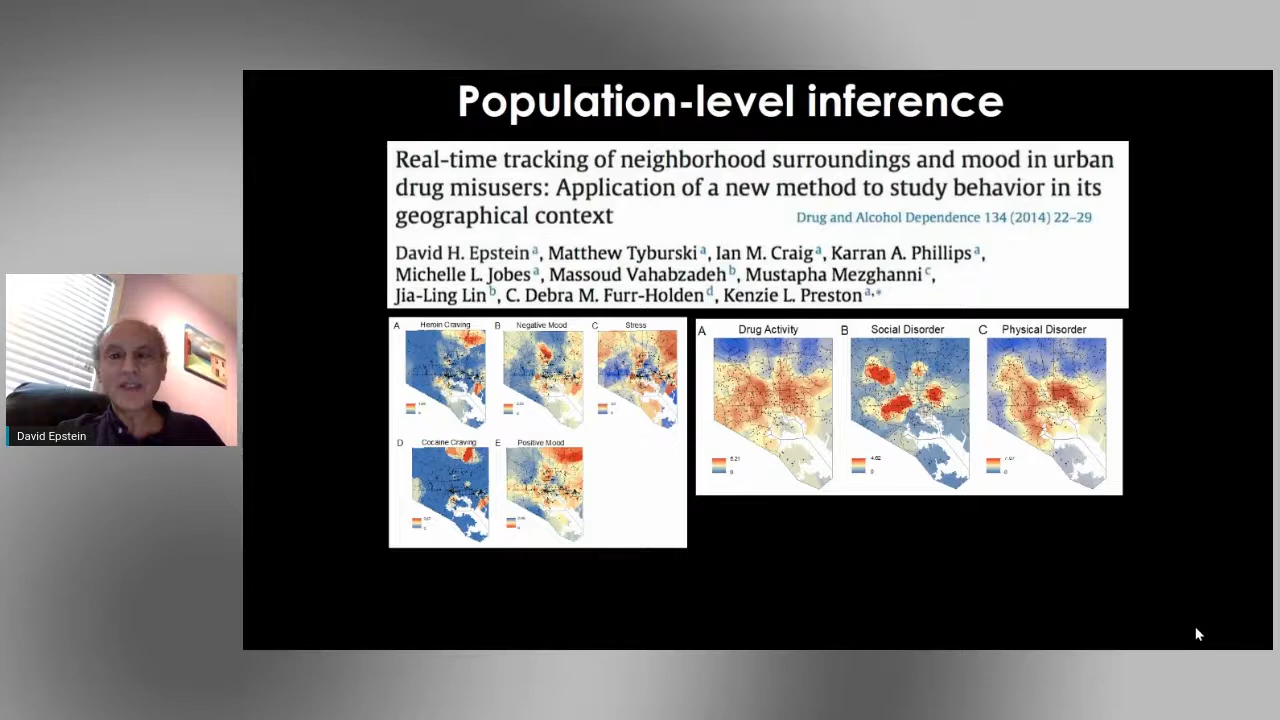 Population-level inference
Real-time tracking of neighborhood surroundings and mood in urban
drug misusers: Application of a new method to study behavior in its
geographical context
Drug and Alcohol Dependence 134 (2014) 22–29
David H. Epstein a, Matthew Tyburski a, Ian M. Craig a, Karran A. Phillips a,
Michelle L. Jobes a, Massoud Vahabzadeh b, Mustapha Mezghanni c,
Jia-Ling Lin b, C. Debra M. Furr-Holden d, Kenzie L. Preston a,*
A Heroin Craving
B Negative Mood
C Stress
D Cocaine Craving
E Positive Mood
A Drug Activity
B Social Disorder
C Physical Disorder
David Epstein